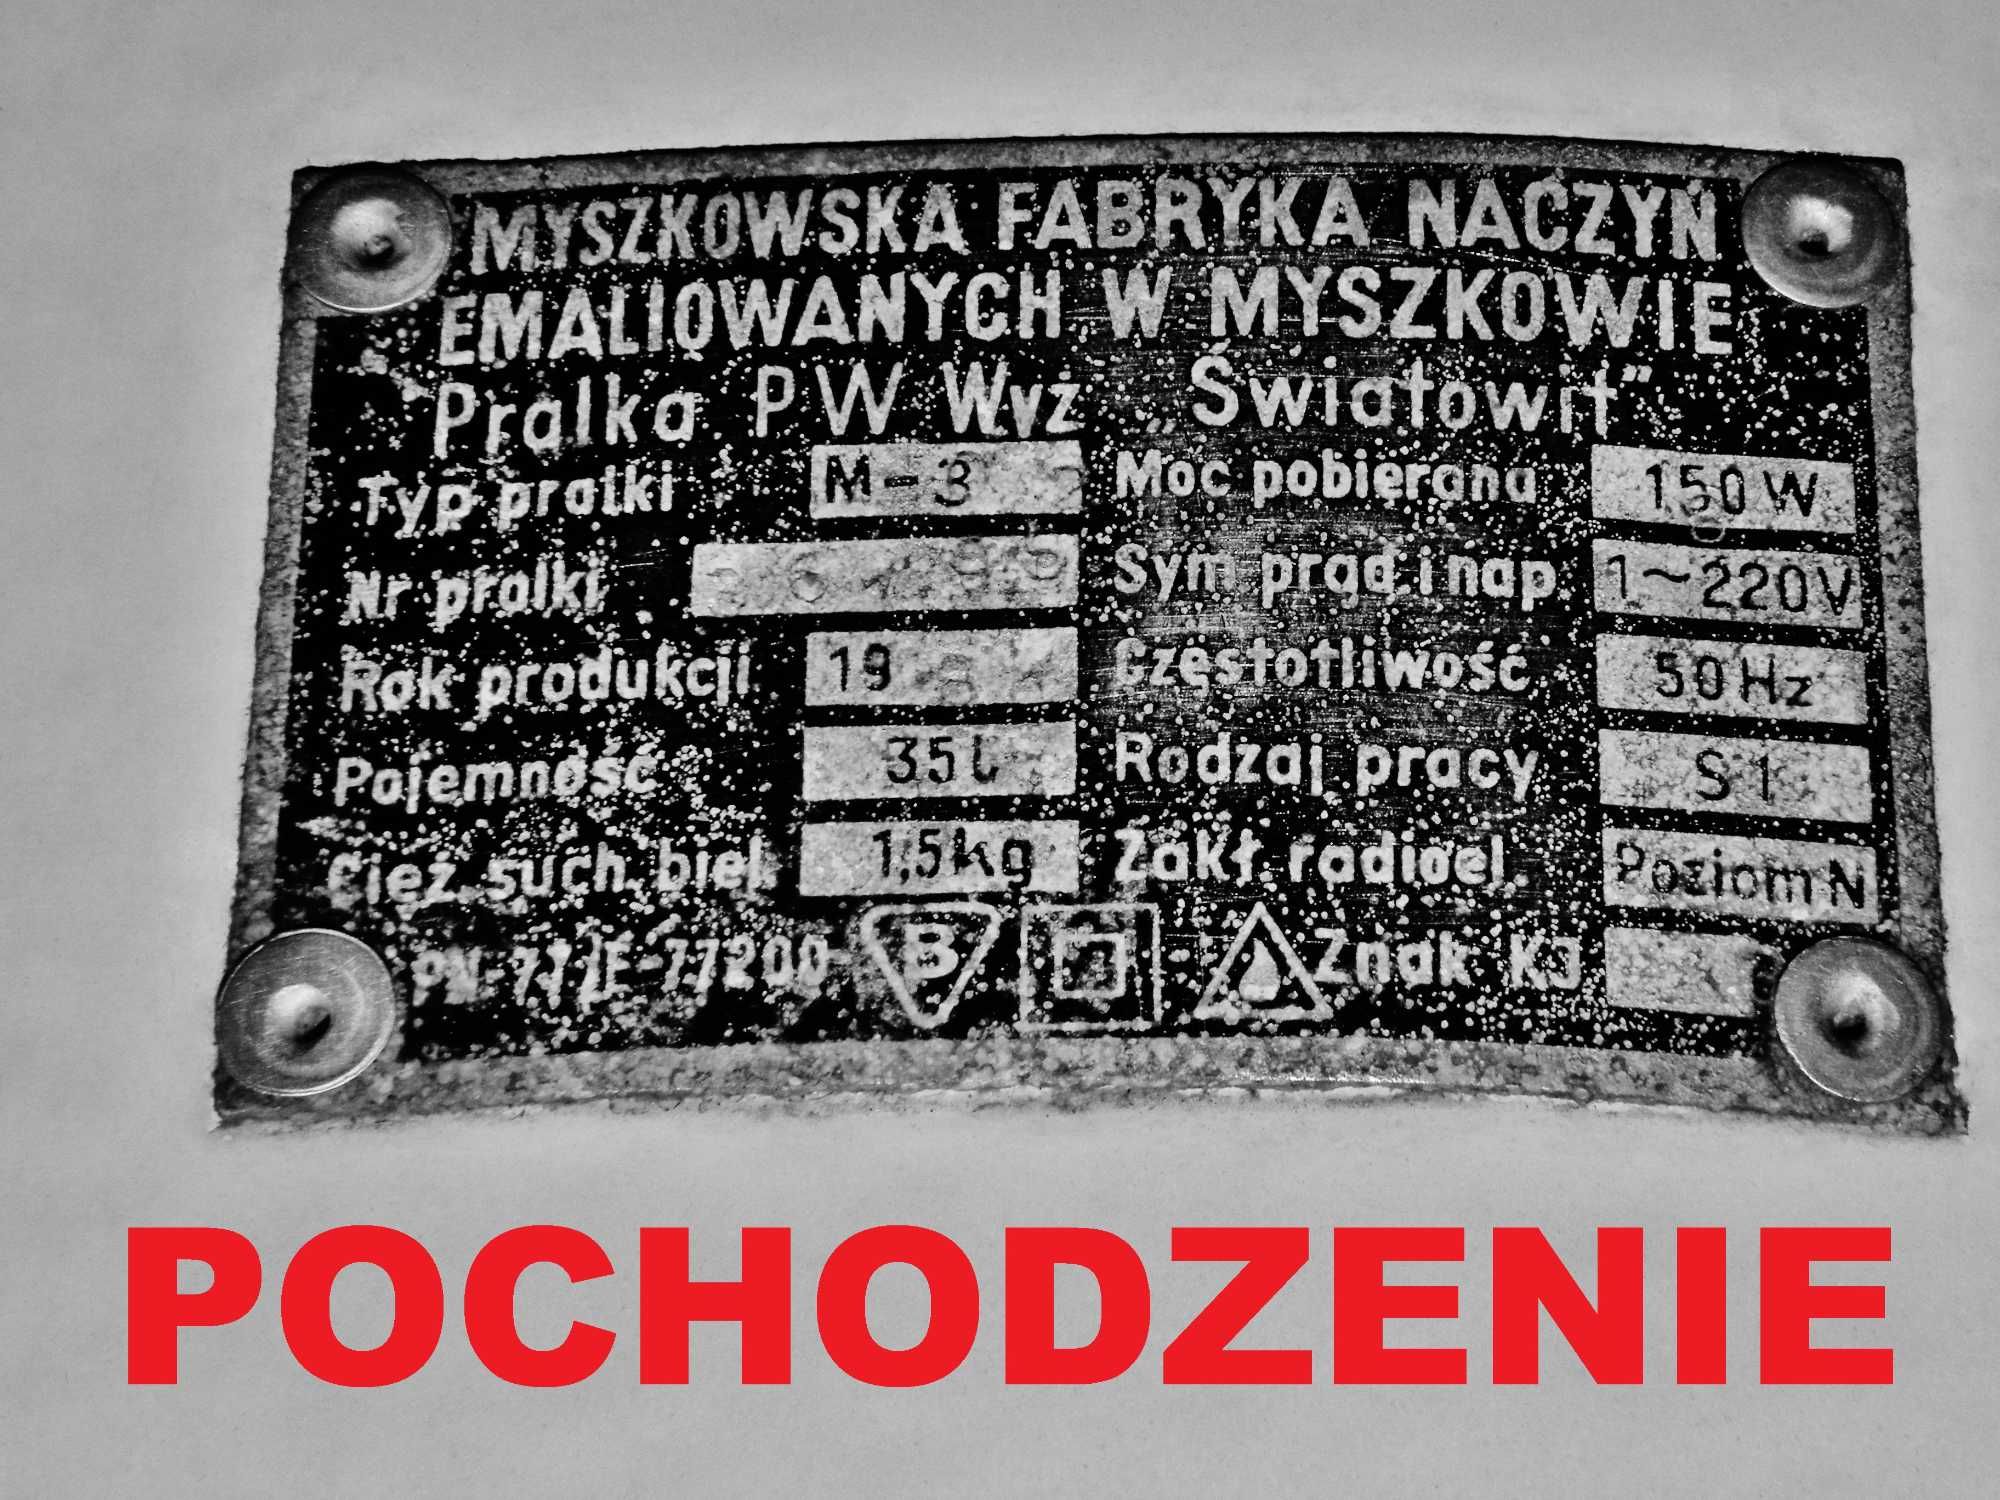 MYSZKOWSKA FABRYKA NACZYŃ
EMALIOWANYCH W MYSZKOWIE
Pralka PW Wyż „Światowit"
Typ pralki M-3 Moc pobierana 150 W
Nr pralki Sym prąd. i nap. 1~220V
Rok produkcji 19 Częstotliwość 50 Hz
Pojemność 35l Rodzaj pracy S1
Cięż. such. biel. 1,5kg Zakł. radioel. Poziom N
PN-77/E-77200 B Znak KJ
POCHODZENIE